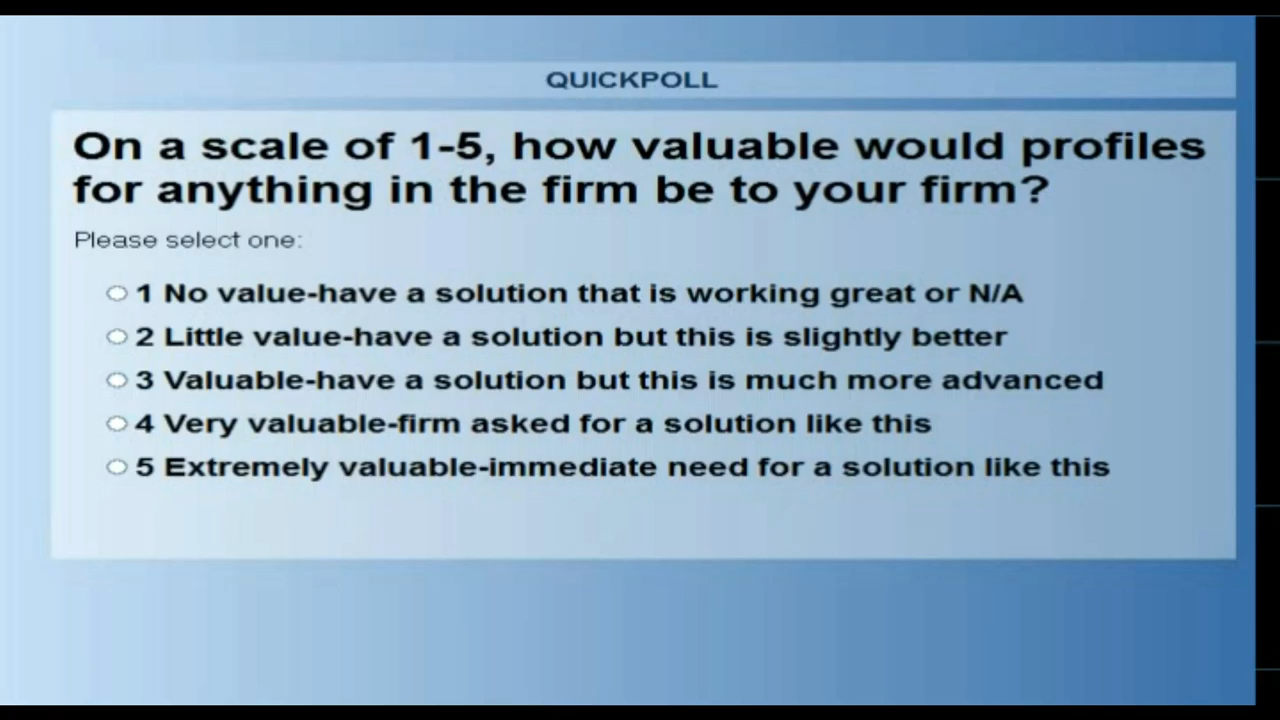 QUICKPOLL
On a scale of 1-5, how valuable would profiles
for anything in the firm be to your firm?
Please select one:
1 No value-have a solution that is working great or N/A
2 Little value-have a solution but this is slightly better
3 Valuable-have a solution but this is much more advanced
4 Very valuable-firm asked for a solution like this
5 Extremely valuable-immediate need for a solution like this